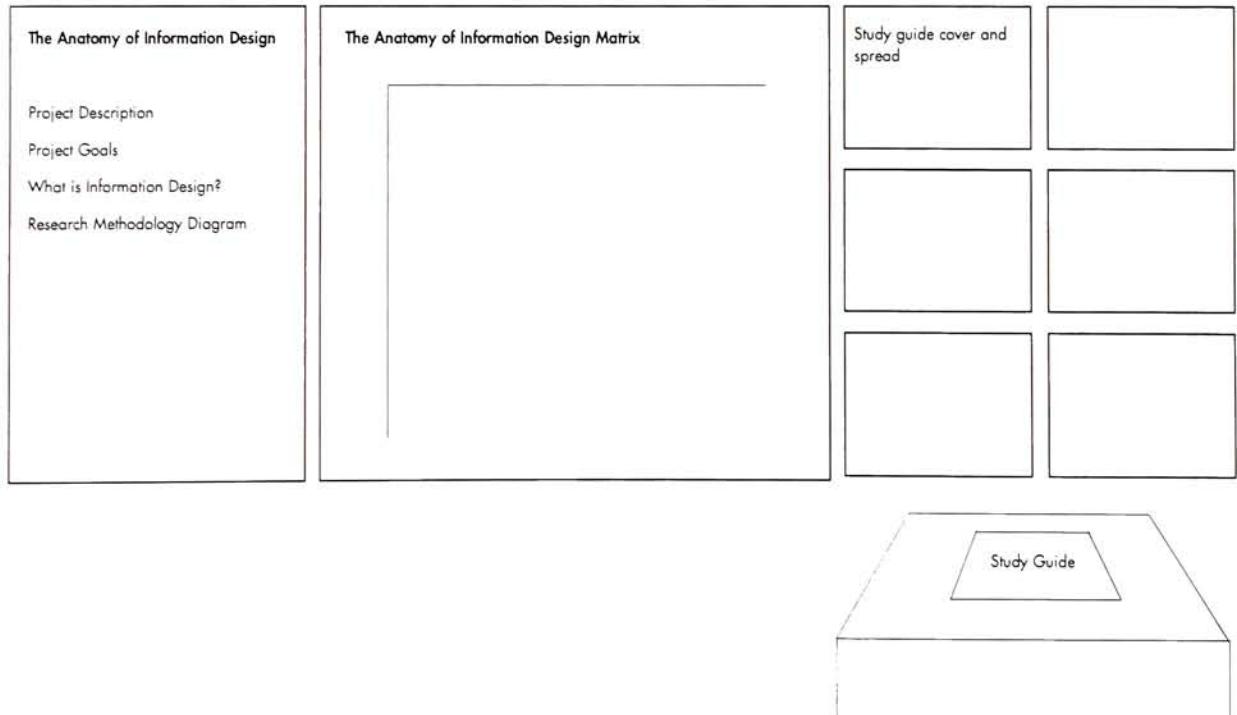 The Anatomy of Information Design
Project Description
Project Goals
What is Information Design?
Research Methodology Diagram
The Anatomy of Information Design Matrix
Study guide cover and
spread
Study Guide